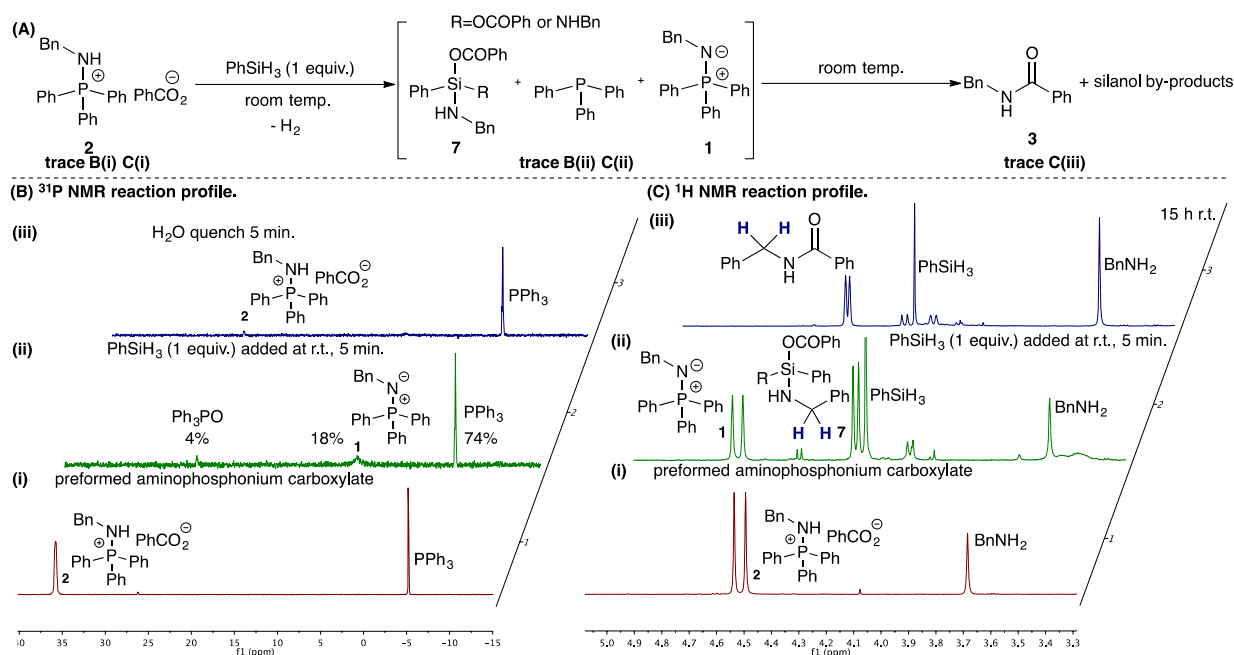 (A)
R=OCOPh or NHBn
Bn
NH
P
⊕
Ph
Ph
Ph
PhCO2
⊖
2
trace B(i) C(i)
PhSiH3 (1 equiv.)
room temp.
- H2
OCOPh
Ph
Si
R
HN
Bn
7
+
P
Ph
Ph
Ph
trace B(ii) C(ii)
+
Bn
N
⊖
P
⊕
Ph
Ph
Ph
1
room temp.
O
Bn
N
H
Ph
3
trace C(iii)
+ silanol by-products
(B) 31P NMR reaction profile.
(iii)
H2O quench 5 min.
Bn
NH
⊕
P
Ph
Ph
Ph
PhCO2
⊖
2
PPh3
3
(ii)
PhSiH3 (1 equiv.) added at r.t., 5 min.
Bn
N
⊖
P
⊕
Ph
Ph
Ph
1
Ph3PO
4%
18%
PPh3
74%
2
(i)
preformed aminophosphonium carboxylate
Bn
NH
⊕
P
Ph
Ph
Ph
PhCO2
⊖
2
PPh3
1
40 35 30 25 20 15 10 5 0 -5 -10 -15
f1 (ppm)
(C) 1H NMR reaction profile.
(iii)
15 h r.t.
H H
O
Ph
N
H
Ph
PhSiH3
BnNH2
3
(ii)
PhSiH3 (1 equiv.) added at r.t., 5 min.
Bn
N
⊖
P
⊕
Ph
Ph
Ph
1
OCOPh
Si
R
Ph
HN
Ph
H H
7
PhSiH3
BnNH2
2
(i)
preformed aminophosphonium carboxylate
Bn
NH
⊕
P
Ph
Ph
Ph
PhCO2
⊖
2
BnNH2
1
5.0 4.9 4.7 4.6 4.5 4.4 4.3 4.2 4.1 4.0 3.9 3.8 3.7 3.6 3.5 3.4 3.3
f1 (ppm)